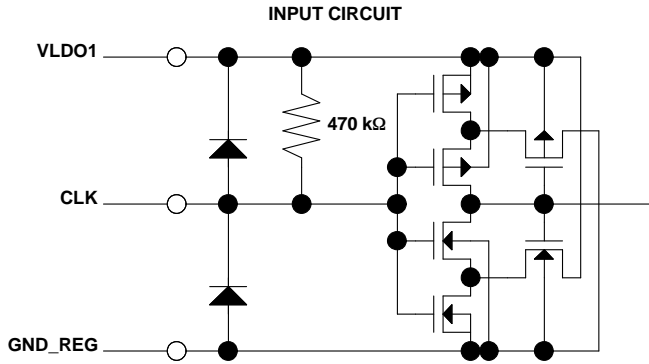 INPUT CIRCUIT
VLDO1
470 kΩ
CLK
GND_REG